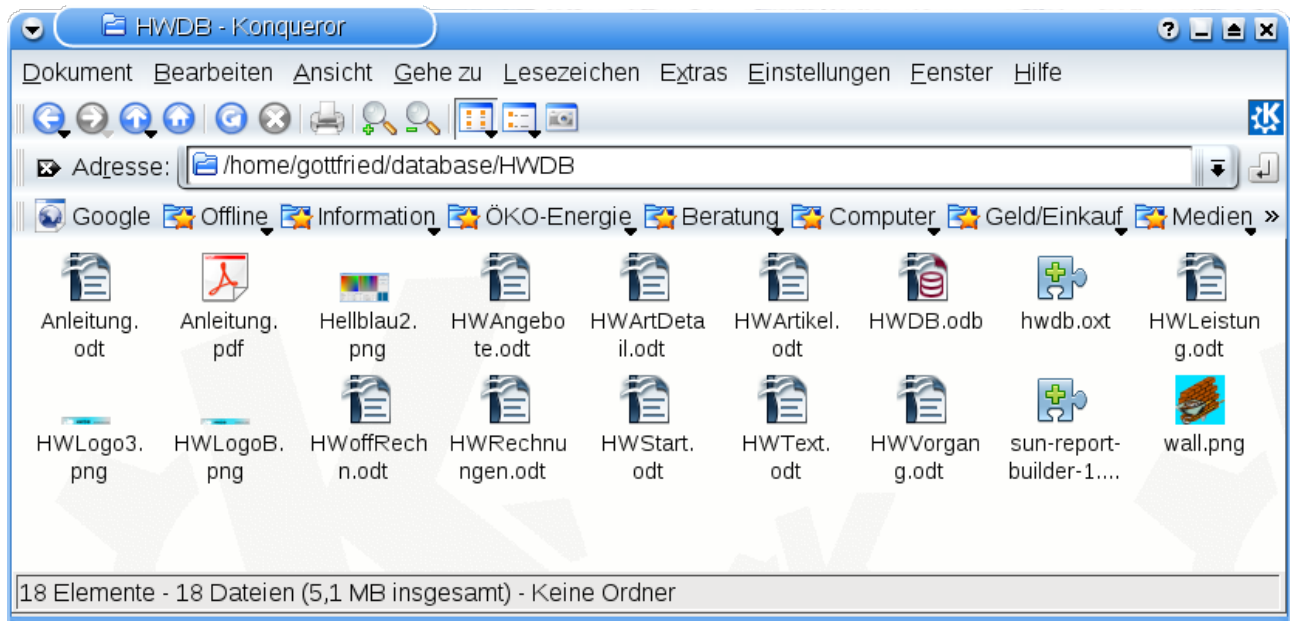 HWDB - Konqueror
Dokument Bearbeiten Ansicht Gehe zu Lesezeichen Extras Einstellungen Fenster Hilfe
Adresse: /home/gottfried/database/HWDB
Google Offline Information ÖKO-Energie Beratung Computer Geld/Einkauf Medien »
Anleitung. Anleitung. Hellblau2. HWAngebo HWArtDeta HWArtikel. HWDB.odb hwdb.oxt HWLeistun
odt pdf png te.odt il.odt odt g.odt
HWLogo3. HWLogoB. HWoffRech HWRechnu HWStart. HWText. HWVorgan sun-report- wall.png
png png n.odt ngen.odt odt odt g.odt builder-1....
18 Elemente - 18 Dateien (5,1 MB insgesamt) - Keine Ordner